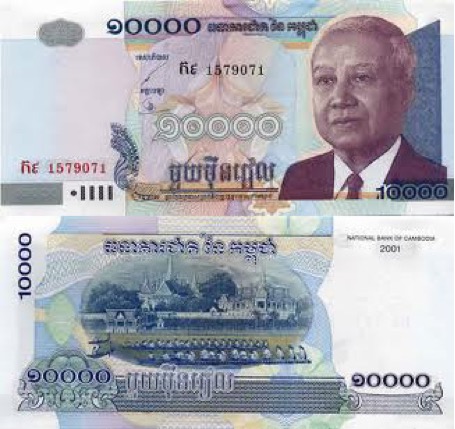 ១០០០០ ធនាគារជាតិ នៃ កម្ពុជា
ក៩ 1579071
១០០០០
ក៩ 1579071
មួយម៉ឺនរៀល
10000
ធនាគារជាតិ នៃ កម្ពុជា
NATIONAL BANK OF CAMBODIA
2001
10000
១០០០០ មួយម៉ឺនរៀល ១០០០០